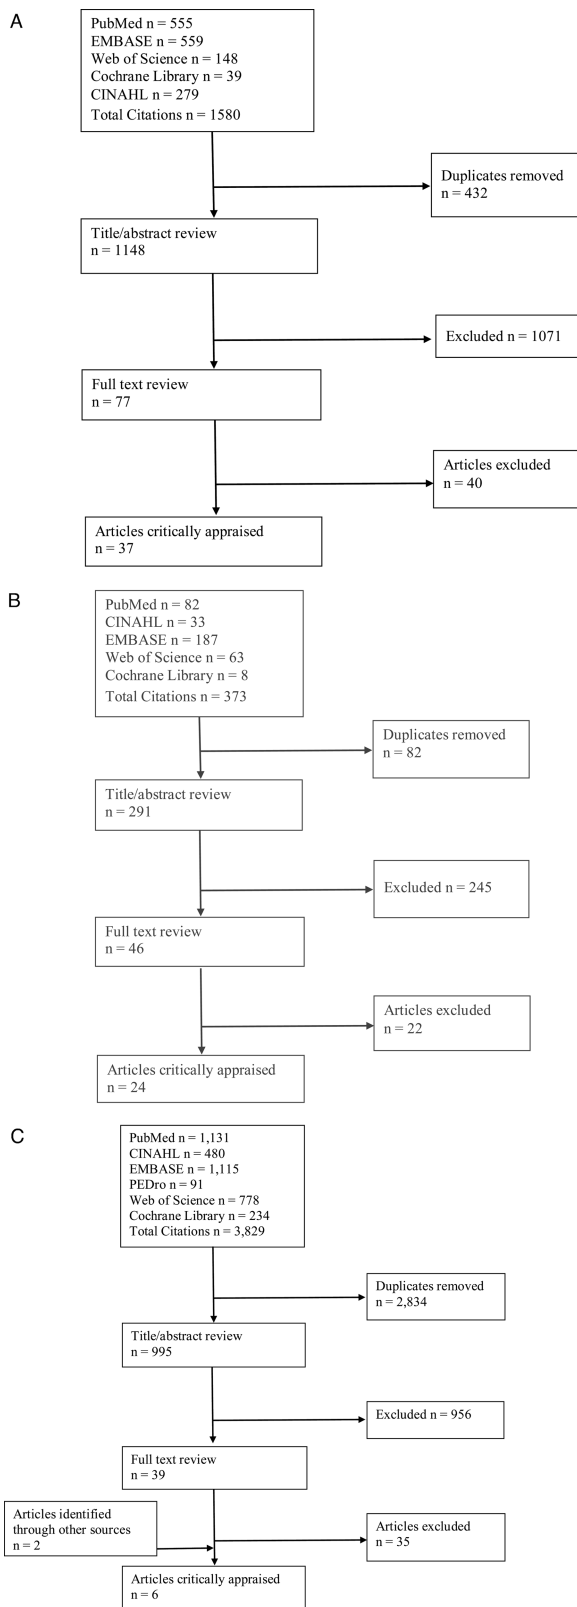 A
PubMed n = 555
EMBASE n = 559
Web of Science n = 148
Cochrane Library n = 39
CINAHL n = 279
Total Citations n = 1580
Duplicates removed
n = 432
Title/abstract review
n = 1148
Excluded n = 1071
Full text review
n = 77
Articles excluded
n = 40
Articles critically appraised
n = 37
B
PubMed n = 82
CINAHL n = 33
EMBASE n = 187
Web of Science n = 63
Cochrane Library n = 8
Total Citations n = 373
Duplicates removed
n = 82
Title/abstract review
n = 291
Excluded n = 245
Full text review
n = 46
Articles excluded
n = 22
Articles critically appraised
n = 24
C
PubMed n = 1,131
CINAHL n = 480
EMBASE n = 1,115
PEDro n = 91
Web of Science n = 778
Cochrane Library n = 234
Total Citations n = 3,829
Duplicates removed
n = 2,834
Title/abstract review
n = 995
Excluded n = 956
Full text review
n = 39
Articles identified
through other sources
n = 2
Articles excluded
n = 35
Articles critically appraised
n = 6